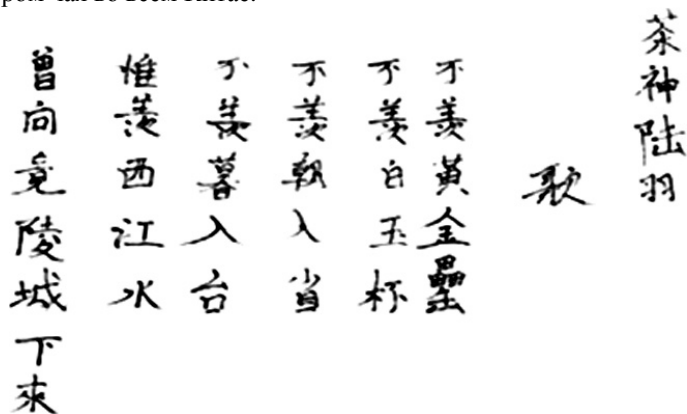 茶神陸羽
歌
不羨黄金罍
不羨白玉杯
不羨朝入省
不羨暮入台
惟羨西江水
曾向竟陵城下來